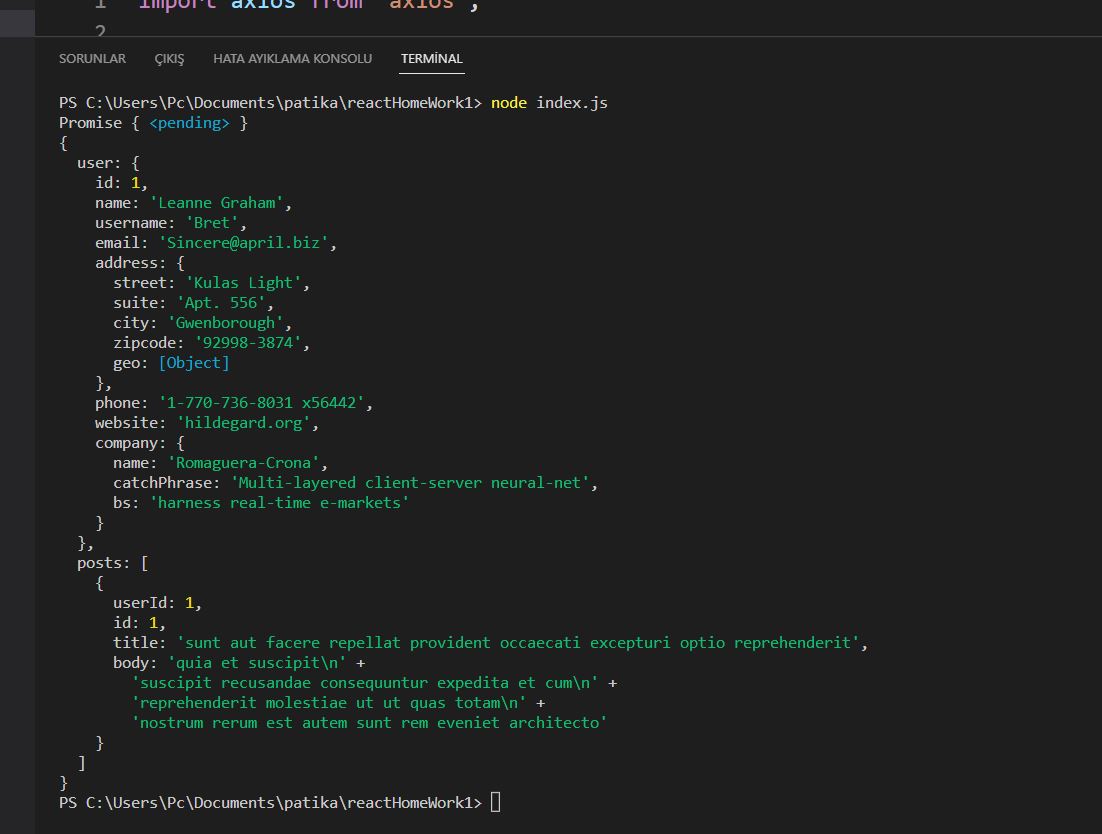 1 import axios from "axios";
2
SORUNLAR ÇIKIŞ HATA AYIKLAMA KONSOLU TERMİNAL
PS C:\Users\Pc\Documents\patika\reactHomeWork1> node index.js
Promise { <pending> }
{
  user: {
    id: 1,
    name: 'Leanne Graham',
    username: 'Bret',
    email: 'Sincere@april.biz',
    address: {
      street: 'Kulas Light',
      suite: 'Apt. 556',
      city: 'Gwenborough',
      zipcode: '92998-3874',
      geo: [Object]
    },
    phone: '1-770-736-8031 x56442',
    website: 'hildegard.org',
    company: {
      name: 'Romaguera-Crona',
      catchPhrase: 'Multi-layered client-server neural-net',
      bs: 'harness real-time e-markets'
    }
  },
  posts: [
    {
      userId: 1,
      id: 1,
      title: 'sunt aut facere repellat provident occaecati excepturi optio reprehenderit',
      body: 'quia et suscipit\n' +
        'suscipit recusandae consequuntur expedita et cum\n' +
        'reprehenderit molestiae ut ut quas totam\n' +
        'nostrum rerum est autem sunt rem eveniet architecto'
    }
  ]
}
PS C:\Users\Pc\Documents\patika\reactHomeWork1>